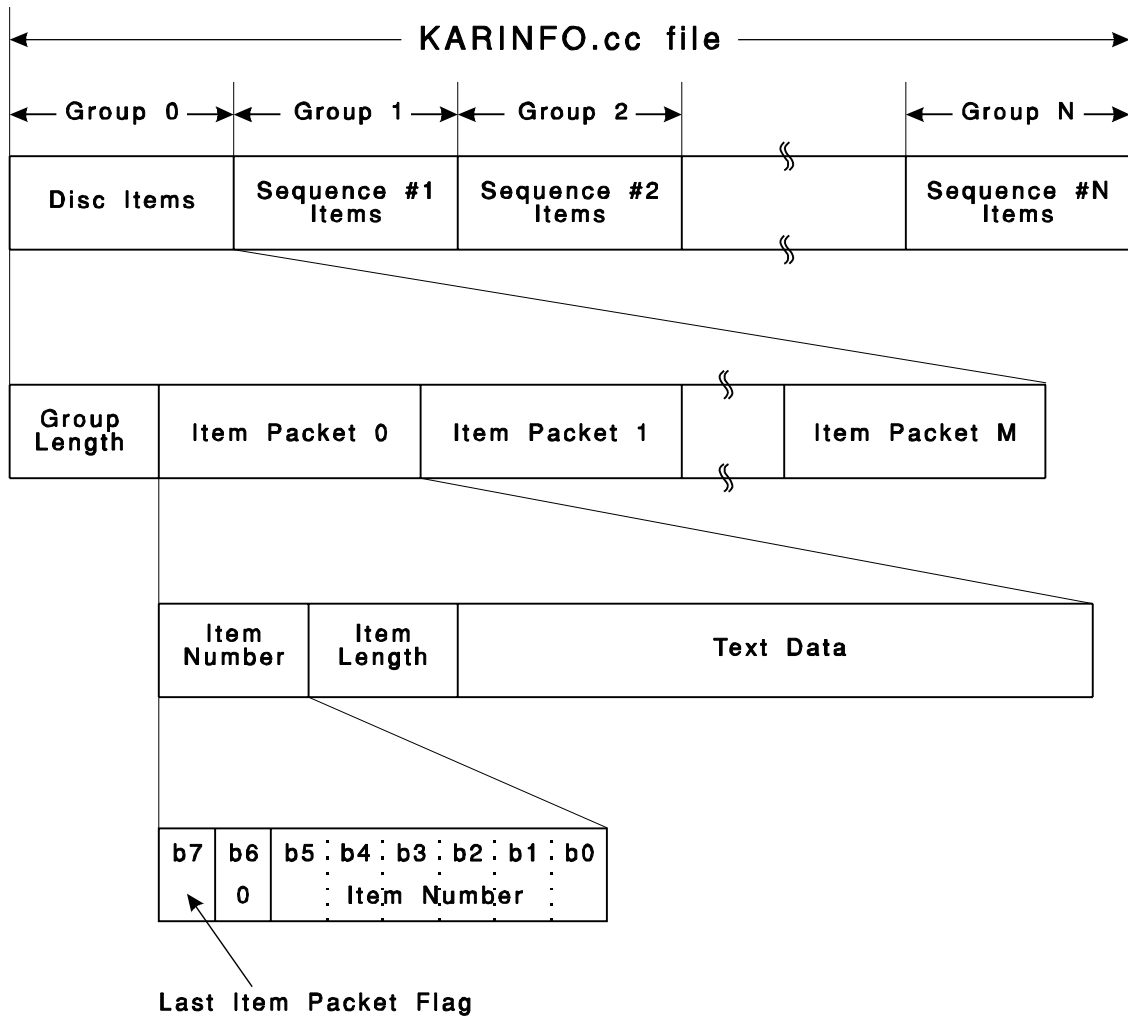 KARINFO.cc file
Group 0
Group 1
Group 2
Group N
Disc Items
Sequence #1
Items
Sequence #2
Items
Sequence #N
Items
Group
Length
Item Packet 0
Item Packet 1
Item Packet M
Item
Number
Item
Length
Text Data
b7 b6 b5 b4 b3 b2 b1 b0
0 Item Number
Last Item Packet Flag